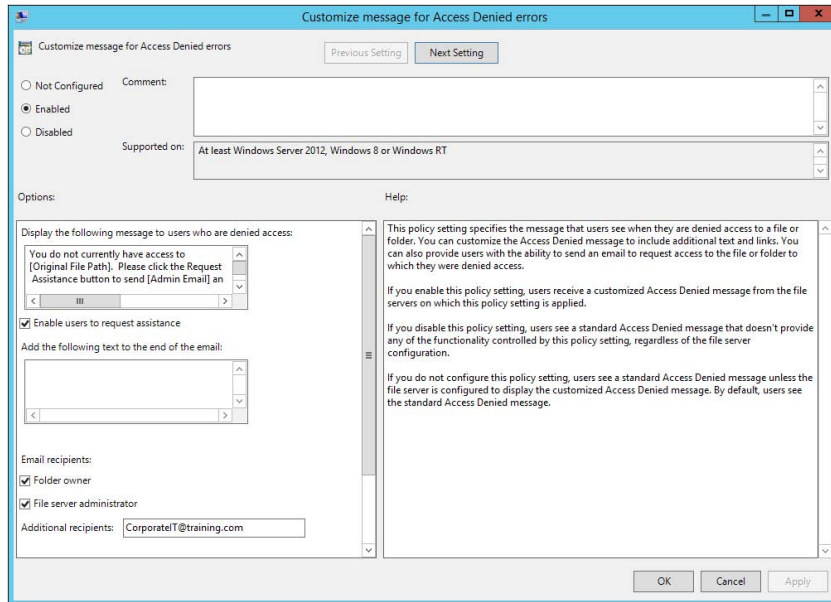 Customize message for Access Denied errors
Customize message for Access Denied errors
Previous Setting
Next Setting
Not Configured
Enabled
Disabled
Comment:
Supported on:
At least Windows Server 2012, Windows 8 or Windows RT
Options:
Help:
Display the following message to users who are denied access:
You do not currently have access to
[Original File Path]. Please click the Request
Assistance button to send [Admin Email] an
Enable users to request assistance
Add the following text to the end of the email:
Email recipients:
Folder owner
File server administrator
Additional recipients: CorporateIT@training.com
This policy setting specifies the message that users see when they are denied access to a file or
folder. You can customize the Access Denied message to include additional text and links. You
can also provide users with the ability to send an email to request access to the file or folder to
which they were denied access.
If you enable this policy setting, users receive a customized Access Denied message from the file
servers on which this policy setting is applied.
If you disable this policy setting, users see a standard Access Denied message that doesn't provide
any of the functionality controlled by this policy setting, regardless of the file server
configuration.
If you do not configure this policy setting, users see a standard Access Denied message unless the
file server is configured to display the customized Access Denied message. By default, users see
the standard Access Denied message.
OK
Cancel
Apply